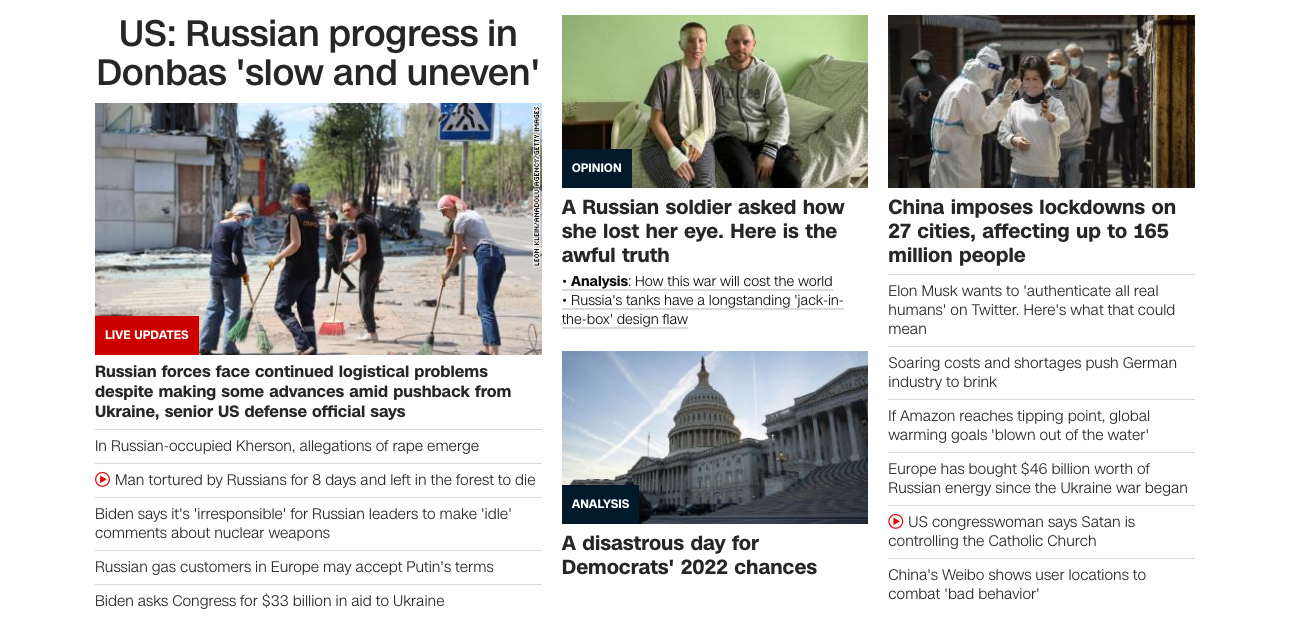 US: Russian progress in
Donbas 'slow and uneven'
LEON KLEIN/ANADOLU AGENCY/GETTY IMAGES
LIVE UPDATES
Russian forces face continued logistical problems
despite making some advances amid pushback from
Ukraine, senior US defense official says
In Russian-occupied Kherson, allegations of rape emerge
Man tortured by Russians for 8 days and left in the forest to die
Biden says it's 'irresponsible' for Russian leaders to make 'idle'
comments about nuclear weapons
Russian gas customers in Europe may accept Putin's terms
Biden asks Congress for $33 billion in aid to Ukraine
OPINION
A Russian soldier asked how
she lost her eye. Here is the
awful truth
• Analysis: How this war will cost the world
• Russia's tanks have a longstanding 'jack-in-
the-box' design flaw
ANALYSIS
A disastrous day for
Democrats' 2022 chances
China imposes lockdowns on
27 cities, affecting up to 165
million people
Elon Musk wants to 'authenticate all real
humans' on Twitter. Here's what that could
mean
Soaring costs and shortages push German
industry to brink
If Amazon reaches tipping point, global
warming goals 'blown out of the water'
Europe has bought $46 billion worth of
Russian energy since the Ukraine war began
US congresswoman says Satan is
controlling the Catholic Church
China's Weibo shows user locations to
combat 'bad behavior'